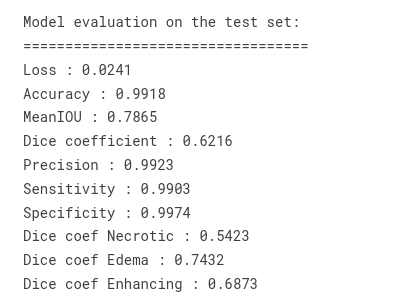 Model evaluation on the test set:
==================================
Loss : 0.0241
Accuracy : 0.9918
MeanIOU : 0.7865
Dice coefficient : 0.6216
Precision : 0.9923
Sensitivity : 0.9903
Specificity : 0.9974
Dice coef Necrotic : 0.5423
Dice coef Edema : 0.7432
Dice coef Enhancing : 0.6873